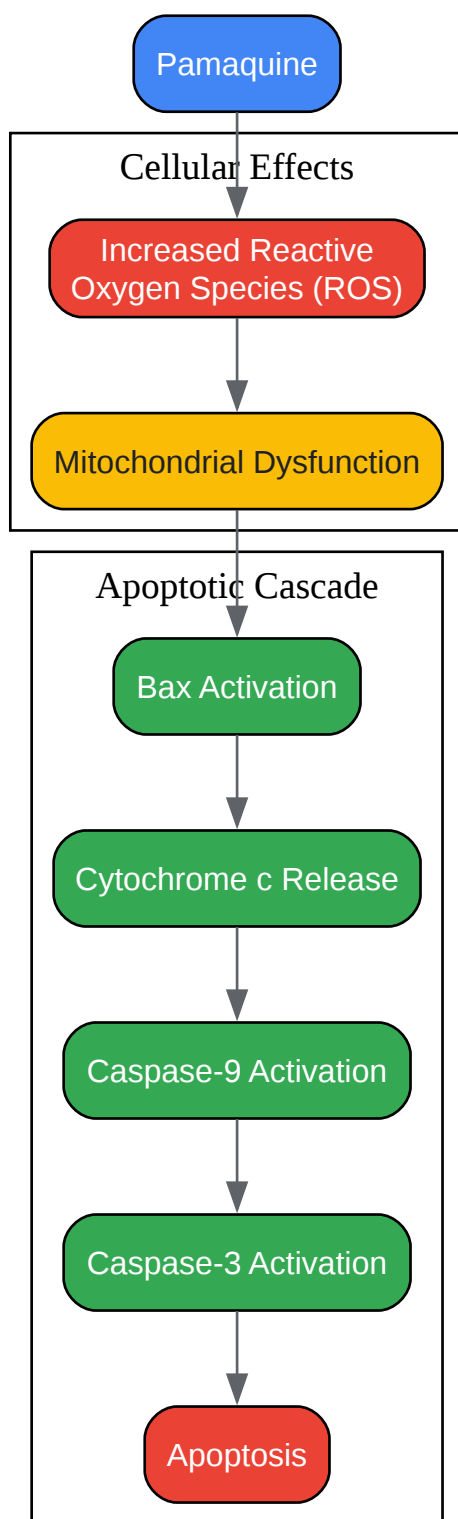 Pamaquine
Cellular Effects
Increased Reactive
Oxygen Species (ROS)
Mitochondrial Dysfunction
Apoptotic Cascade
Bax Activation
Cytochrome c Release
Caspase-9 Activation
Caspase-3 Activation
Apoptosis